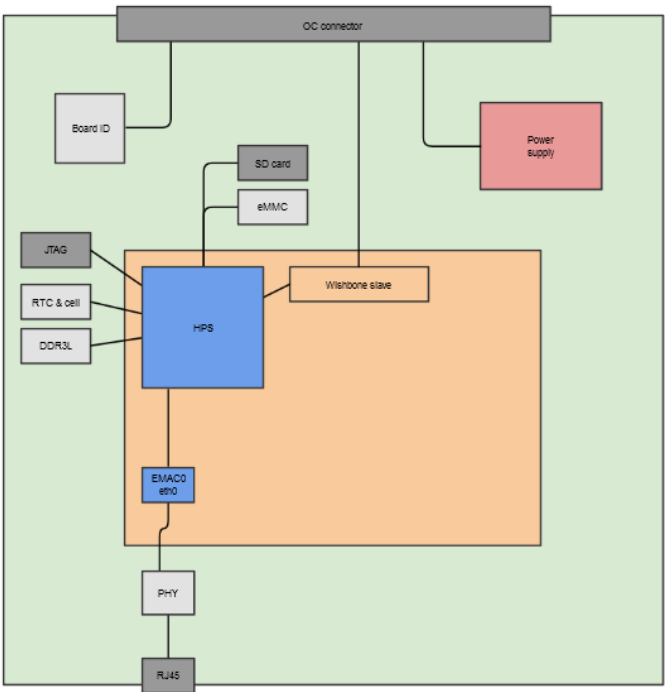 OC connector
Board ID
Power
supply
SD card
eMMC
JTAG
RTC & cell
DDR3L
HPS
Wishbone slave
EMAC0
eth0
PHY
RJ45